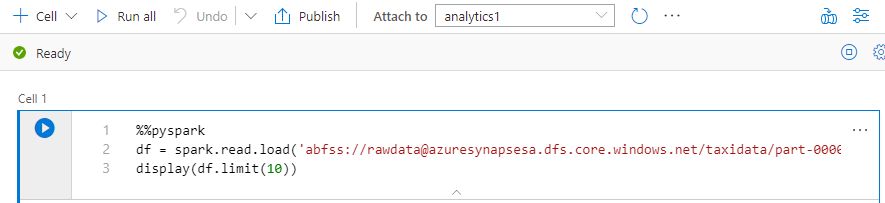 Cell Run all Undo Publish Attach to analytics1
Ready
Cell 1
1 %%pyspark
2 df = spark.read.load('abfss://rawdata@azuresynapsesa.dfs.core.windows.net/taxidata/part-0000
3 display(df.limit(10))